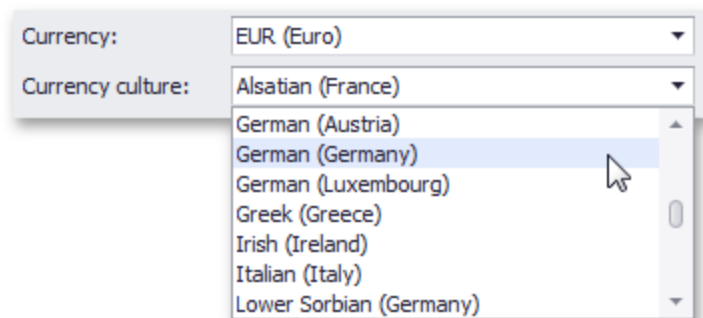 Currency: EUR (Euro)
Currency culture: Alsatian (France)
German (Austria)
German (Germany)
German (Luxembourg)
Greek (Greece)
Irish (Ireland)
Italian (Italy)
Lower Sorbian (Germany)